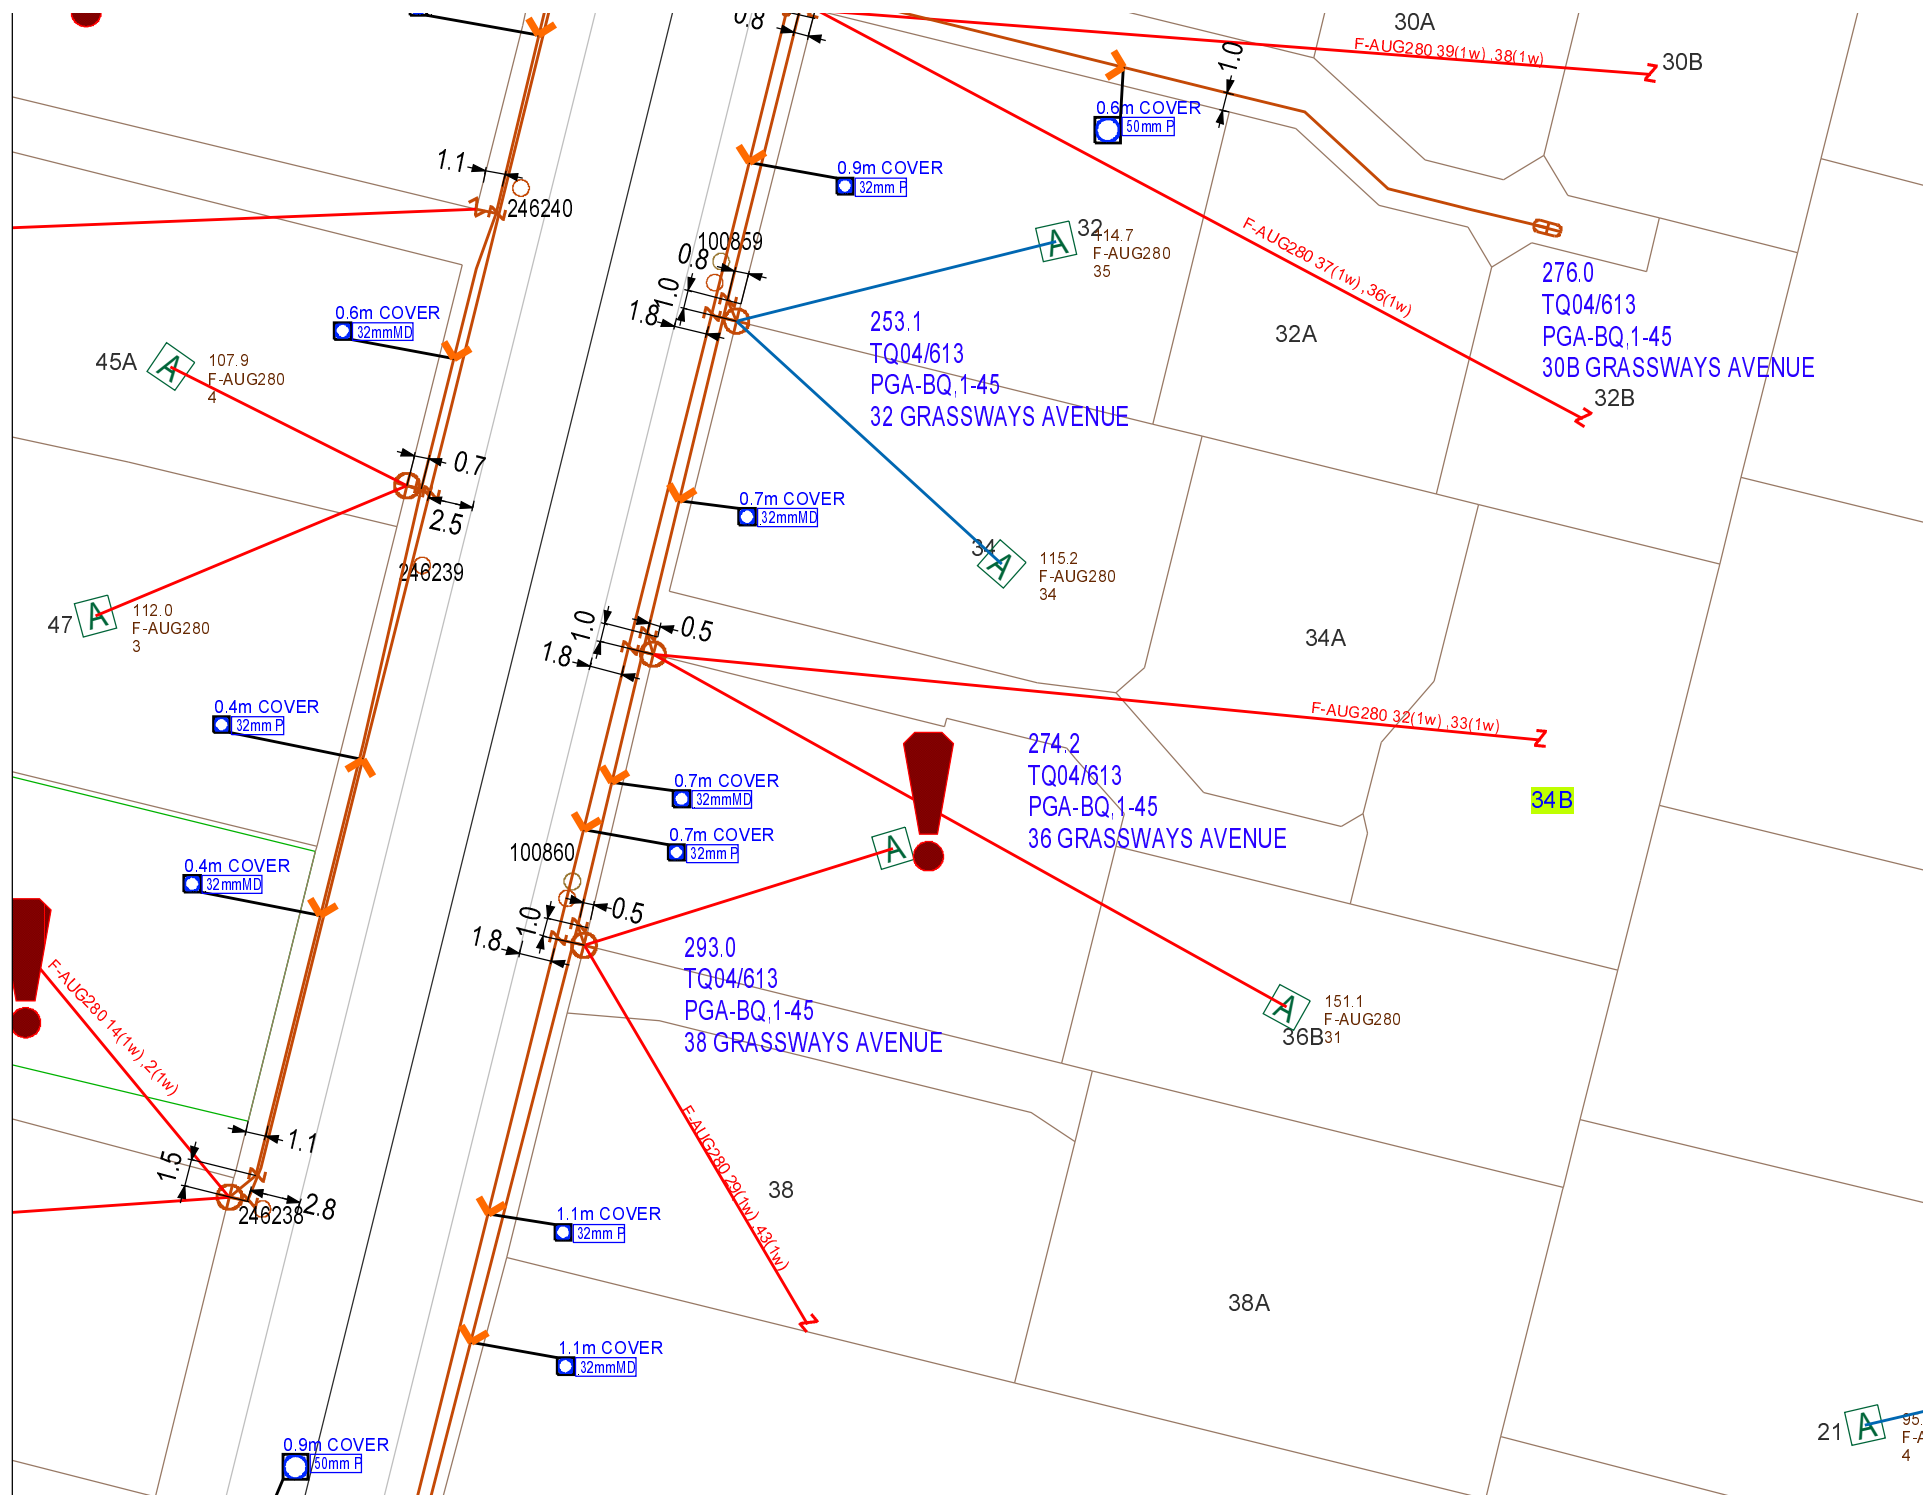 0.8
30A
F-AUG280 39(1w) ,38(1w)
30B
1.0
0.6m COVER
50mm P
1.1
246240
0.9m COVER
32mm P
32
114.7
F-AUG280
35
F-AUG280 37(1w) ,36(1w)
100859
0.8
1.0
1.8
A
276.0
TQ04/613
PGA-BQ,1-45
30B GRASSWAYS AVENUE
0.6m COVER
32mmMD
253.1
TQ04/613
PGA-BQ,1-45
32 GRASSWAYS AVENUE
32A
32B
45A
A
107.9
F-AUG280
4
0.7
2.5
0.7m COVER
32mmMD
34
A
115.2
F-AUG280
34
246239
47
A
112.0
F-AUG280
3
1.0
0.5
1.8
34A
0.4m COVER
32mm P
F-AUG280 32(1w) ,33(1w)
274.2
TQ04/613
PGA-BQ,1-45
36 GRASSWAYS AVENUE
34B
0.7m COVER
32mmMD
0.7m COVER
32mm P
A
100860
0.4m COVER
32mmMD
1.0
0.5
1.8
293.0
TQ04/613
PGA-BQ,1-45
38 GRASSWAYS AVENUE
A
151.1
F-AUG280
31
36B
F-AUG280 14(1w) ,2(1w)
1.1
1.5
2.8
246238
F-AUG280 29(1w) ,43(1w)
38
1.1m COVER
32mm P
38A
1.1m COVER
32mmMD
0.9m COVER
50mm P
21
A
95.
4